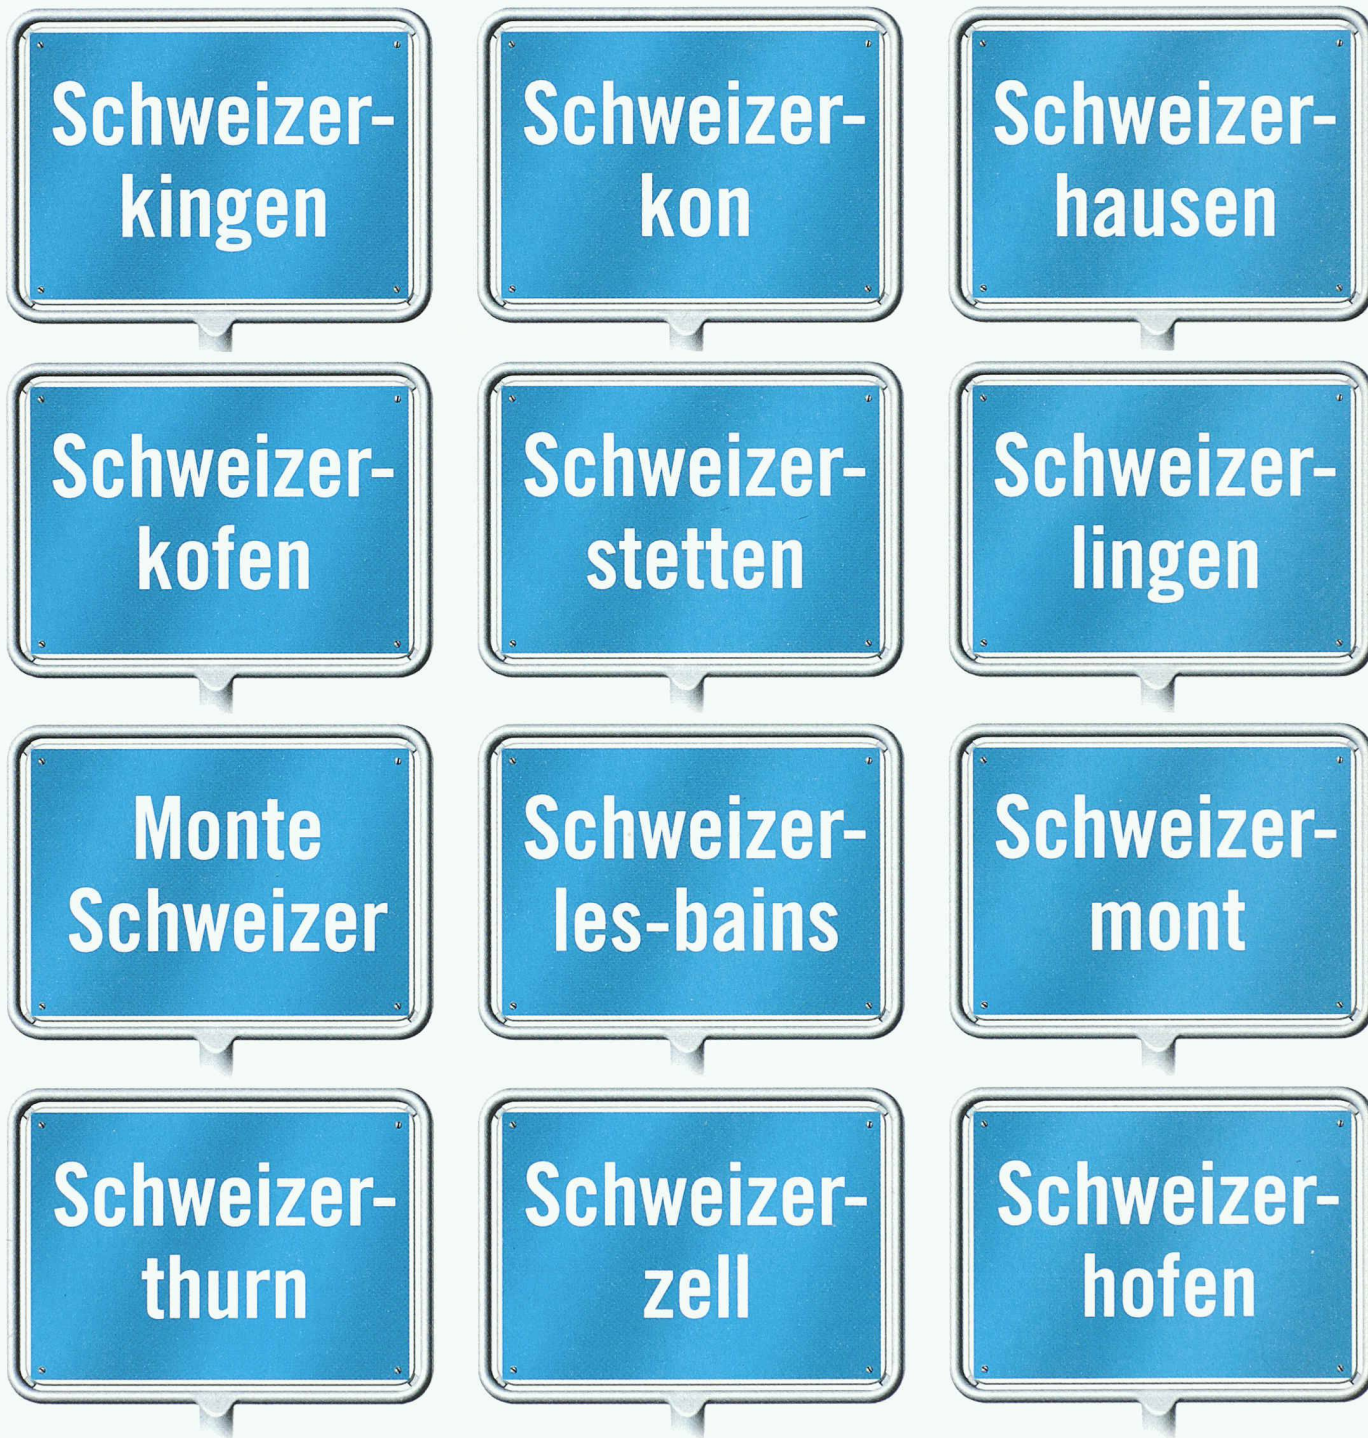 Schweizer-
kingen
Schweizer-
kon
Schweizer-
hausen
Schweizer-
kofen
Schweizer-
stetten
Schweizer-
lingen
Monte
Schweizer
Schweizer-
les-bains
Schweizer-
mont
Schweizer-
thurn
Schweizer-
zell
Schweizer-
hofen